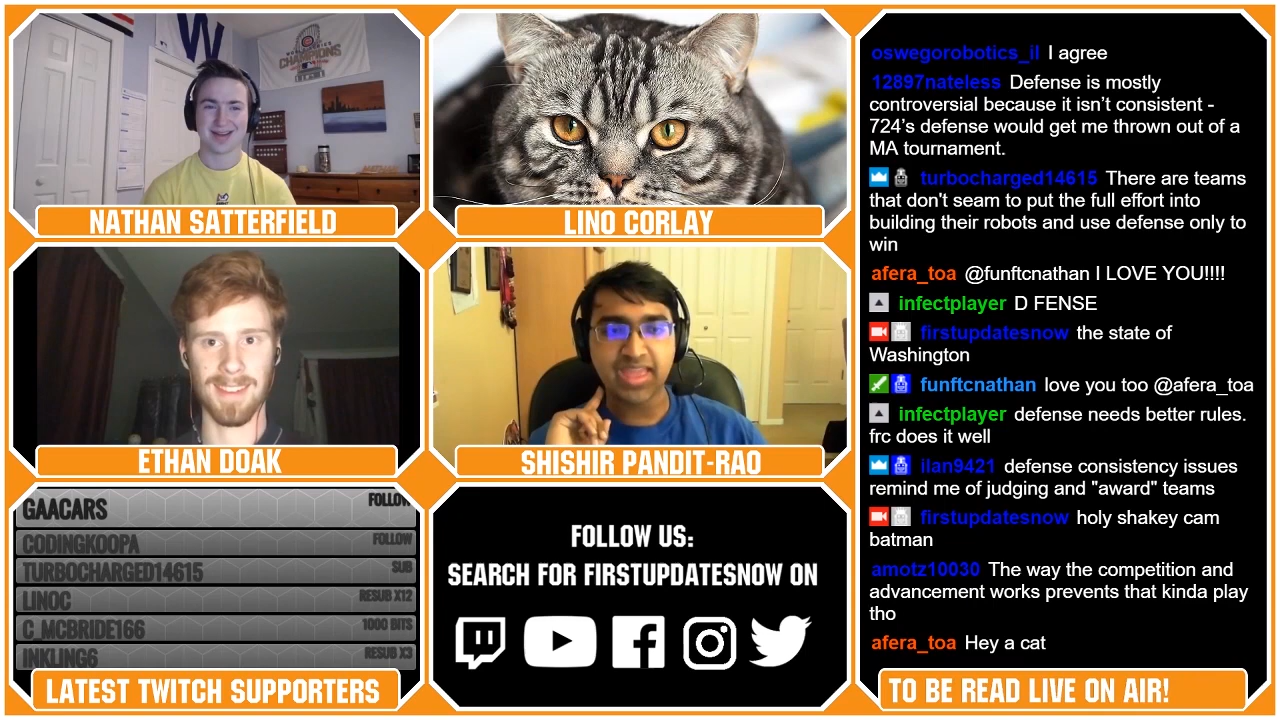 W
CHAMPIONS
NATHAN SATTERFIELD
LINO CORLAY
ETHAN DOAK
SHISHIR PANDIT-RAO
GAACARS FOLLOW
CODINGKOOPA FOLLOW
TURBOCHARGED14615 SUB
LINOC RESUB X12
C_MCBRIDE166 1000 BITS
INKLING6 RESUB X3
LATEST TWITCH SUPPORTERS
FOLLOW US:
SEARCH FOR FIRSTUPDATESNOW ON
oswegorobotics_il I agree
12897nateless Defense is mostly
controversial because it isn’t consistent -
724’s defense would get me thrown out of a
MA tournament.
turbocharged14615 There are teams
that don't seam to put the full effort into
building their robots and use defense only to
win
afera_toa @funftcnathan I LOVE YOU!!!!
infectplayer D FENSE
firstupdatesnow the state of
Washington
funftcnathan love you too @afera_toa
infectplayer defense needs better rules.
frc does it well
ilan9421 defense consistency issues
remind me of judging and "award" teams
firstupdatesnow holy shakey cam
batman
amotz10030 The way the competition and
advancement works prevents that kinda play
tho
afera_toa Hey a cat
TO BE READ LIVE ON AIR!